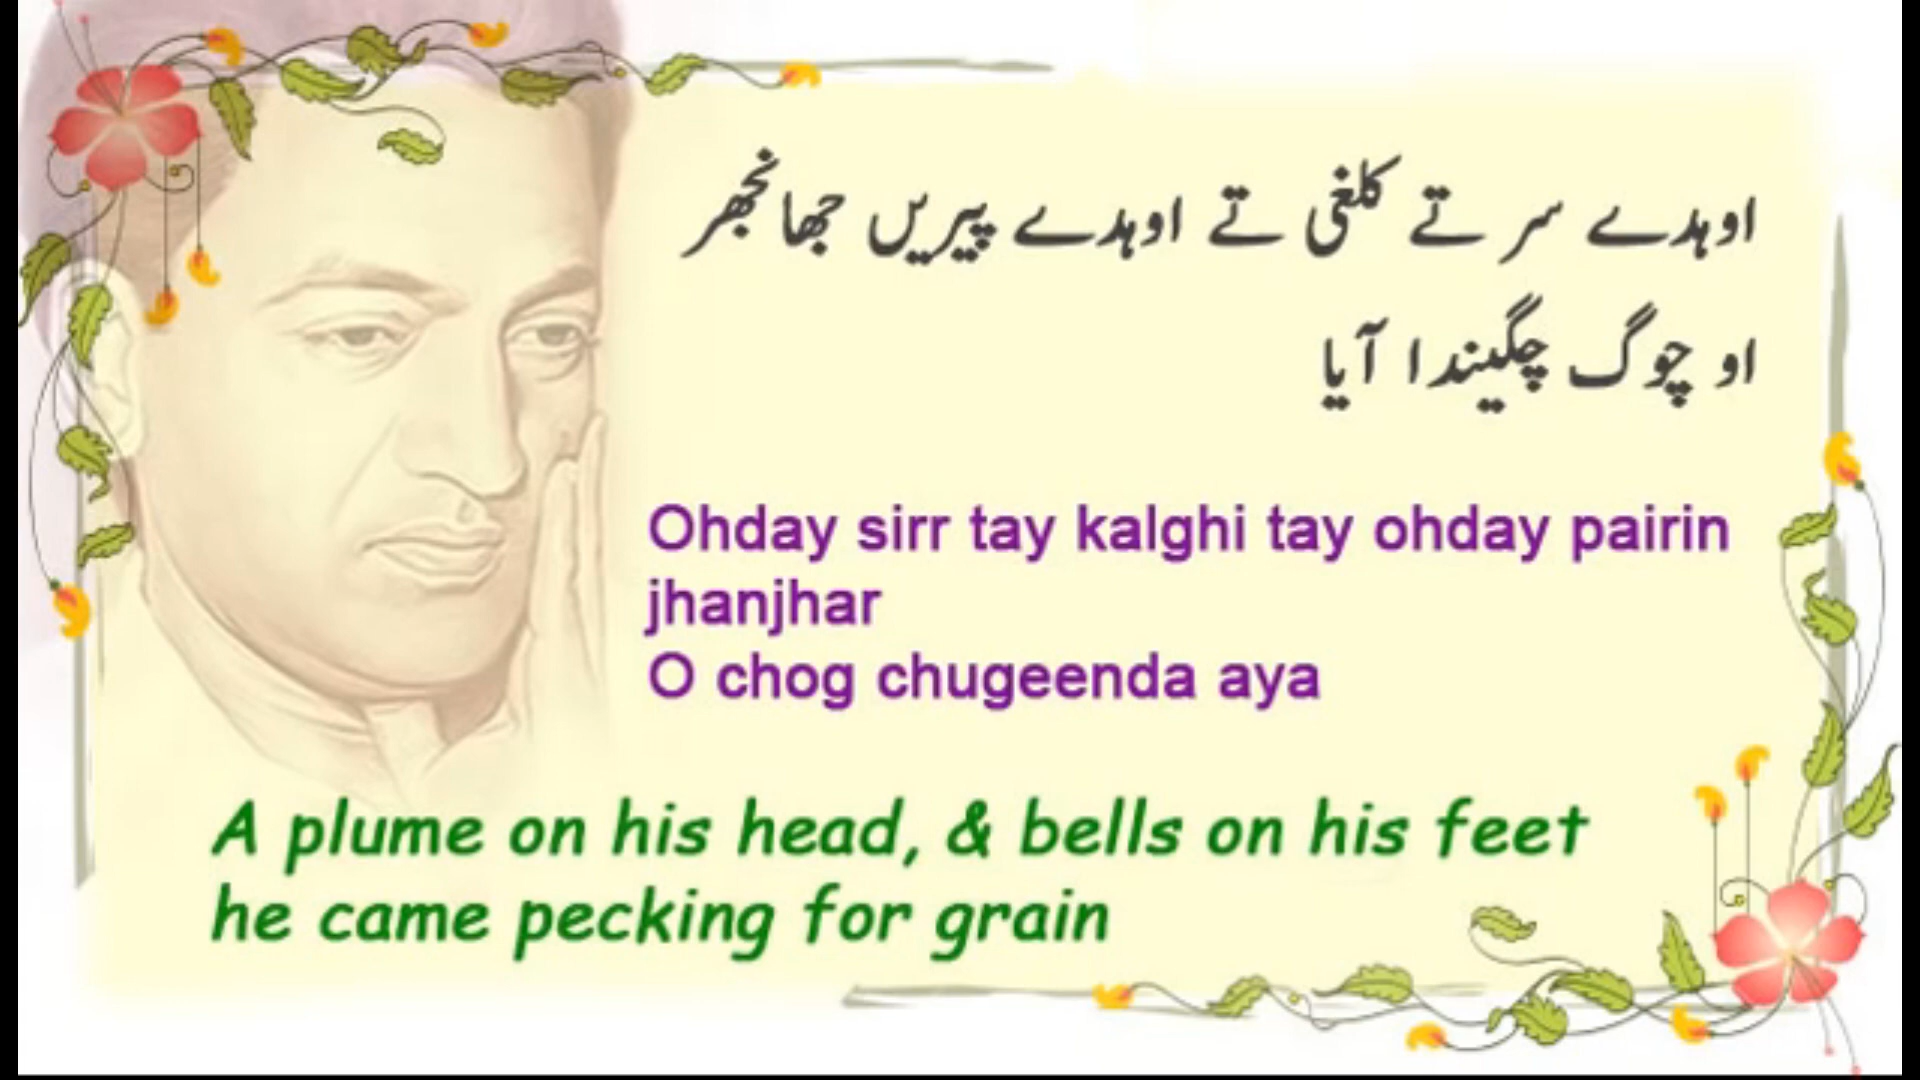 اوہدے سر تے کلغی تے اوہدے پیریں جھانجھر
او چوگ چگیندا آیا
Ohday sirr tay kalghi tay ohday pairin
jhanjhar
O chog chugeenda aya
A plume on his head, & bells on his feet
he came pecking for grain